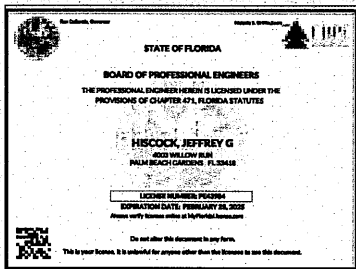 STATE OF FLORIDA
BOARD OF PROFESSIONAL ENGINEERS
THE PROFESSIONAL ENGINEER HEREIN IS LICENSED UNDER THE
PROVISIONS OF CHAPTER 471, FLORIDA STATUTES
HISCOCK, JEFFREY G
4003 WILLOW RUN
PALM BEACH GARDENS FL 33418
LICENSE NUMBER: PE43984
EXPIRATION DATE: FEBRUARY 28, 2025
Always verify licenses online at MyFloridaLicense.com
Do not alter this document in any form.
This is your license. It is unlawful for anyone other than the licensee to use this document.